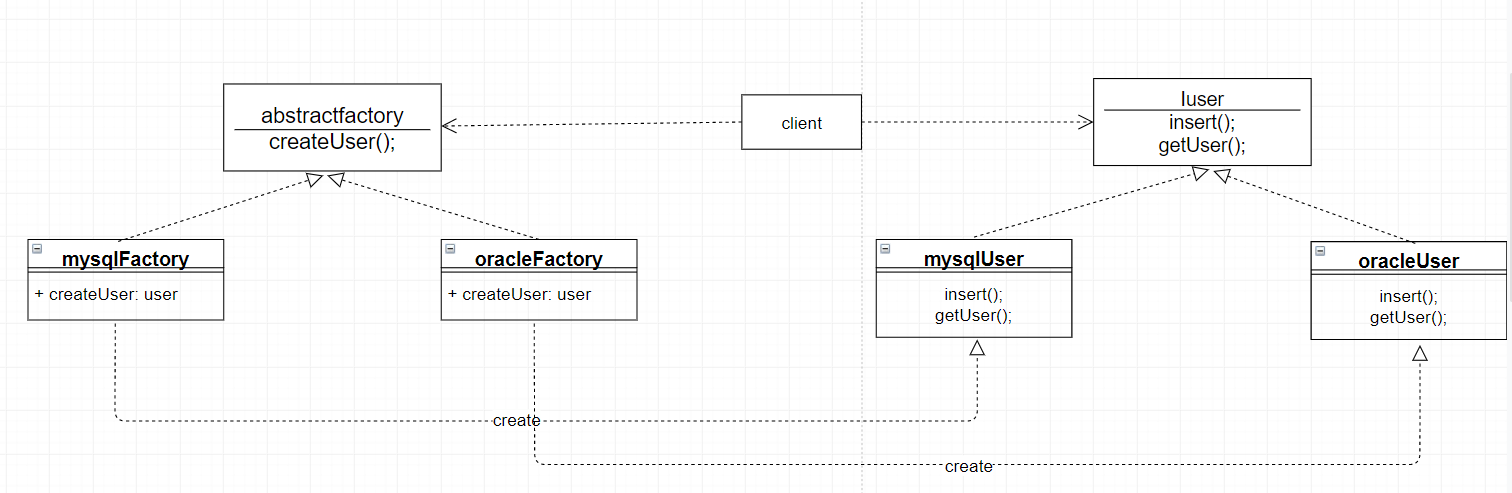 abstractfactory
createUser();
client
Iuser
insert();
getUser();
mysqlFactory
+ createUser: user
oracleFactory
+ createUser: user
mysqlUser
insert();
getUser();
oracleUser
insert();
getUser();
create
create